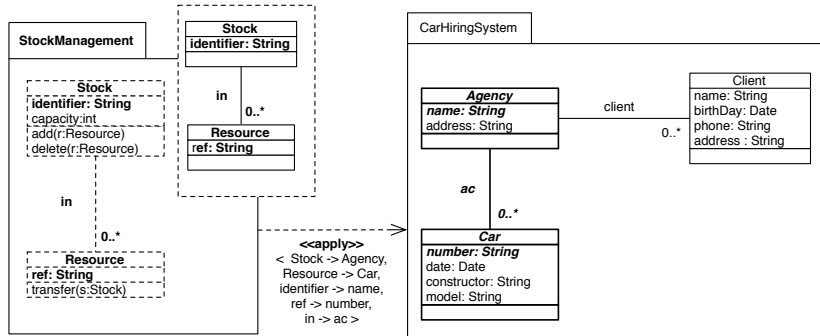 StockManagement
Stock
identifier: String
capacity:int
add(r:Resource)
delete(r:Resource)
in
0..*
Resource
ref: String
transfer(s:Stock)
Stock
identifier: String
in
0..*
Resource
ref: String
<<apply>>
< Stock -> Agency,
Resource -> Car,
identifier -> name,
ref -> number,
in -> ac >
CarHiringSystem
Agency
name: String
address: String
client
0..*
Client
name: String
birthDay: Date
phone: String
address : String
ac
0..*
Car
number: String
date: Date
constructor: String
model: String